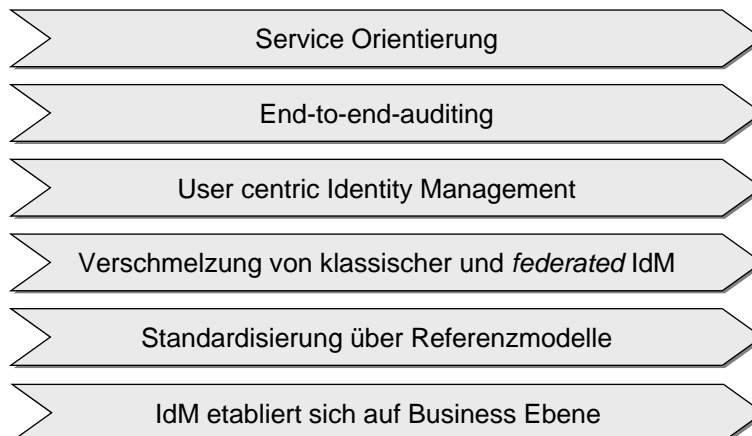 Service Orientierung
End-to-end-auditing
User centric Identity Management
Verschmelzung von klassischer und federated IdM
Standardisierung über Referenzmodelle
IdM etabliert sich auf Business Ebene